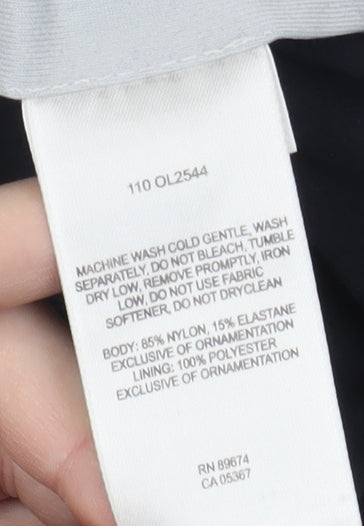 110 OL2544
MACHINE WASH COLD GENTLE, WASH
SEPARATELY, DO NOT BLEACH, TUMBLE
DRY LOW, REMOVE PROMPTLY, IRON
LOW, DO NOT USE FABRIC
SOFTENER, DO NOT DRYCLEAN
BODY: 85% NYLON, 15% ELASTANE
EXCLUSIVE OF ORNAMENTATION
LINING: 100% POLYESTER
EXCLUSIVE OF ORNAMENTATION
RN 89674
CA 05367